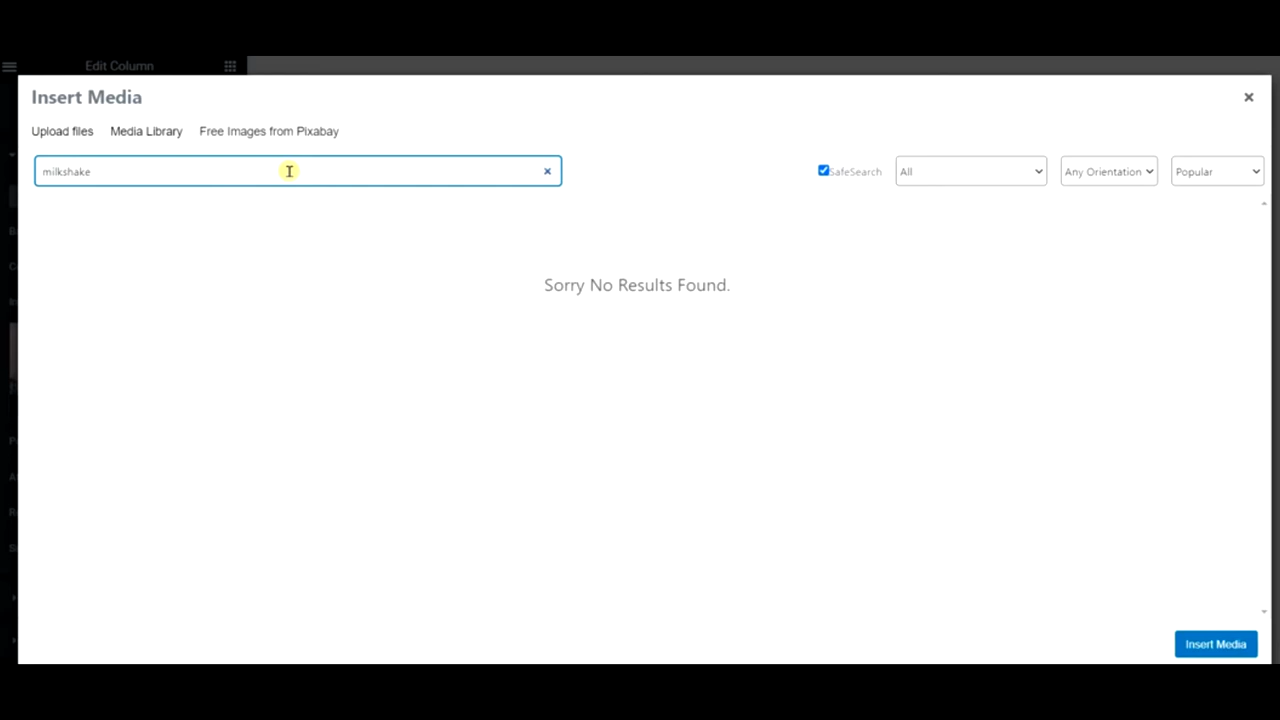 Edit Column
Insert Media
Upload files Media Library Free Images from Pixabay
milkshake
SafeSearch All Any Orientation Popular
Sorry No Results Found.
Insert Media